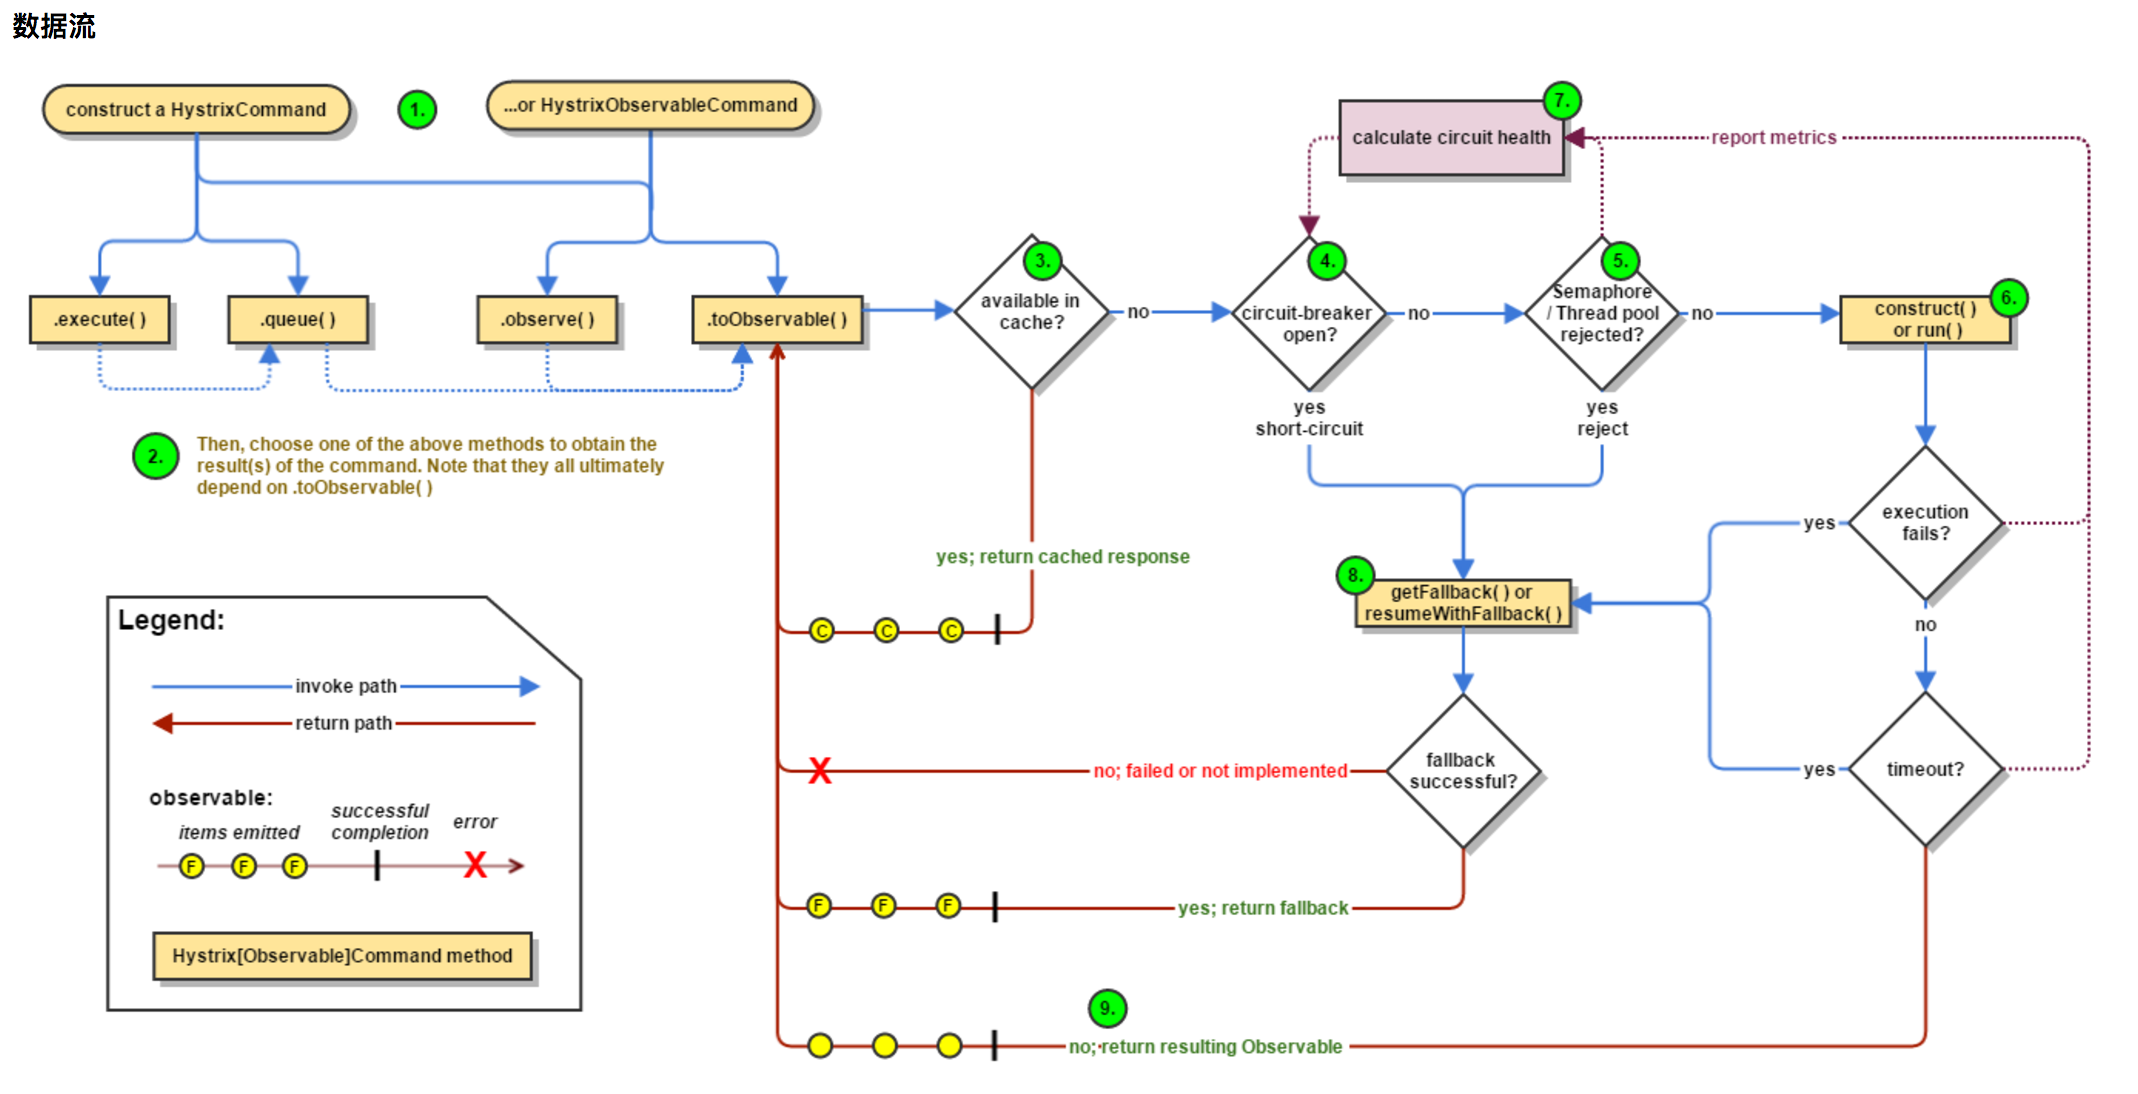 数据流
construct a HystrixCommand
1.
...or HystrixObservableCommand
7.
calculate circuit health
report metrics
.execute( )
.queue( )
.observe( )
.toObservable( )
3.
available in
cache?
no
4.
circuit-breaker
open?
no
5.
Semaphore
/ Thread pool
rejected?
no
6.
construct( )
or run( )
yes
short-circuit
yes
reject
2.
Then, choose one of the above methods to obtain the
result(s) of the command. Note that they all ultimately
depend on .toObservable( )
yes
execution
fails?
yes; return cached response
8.
getFallback( ) or
resumeWithFallback( )
no
C
C
C
Legend:
invoke path
return path
observable:
items emitted
successful
completion
error
F
F
F
X
Hystrix[Observable]Command method
X
no; failed or not implemented
fallback
successful?
yes
timeout?
F
F
F
yes; return fallback
9.
no; return resulting Observable